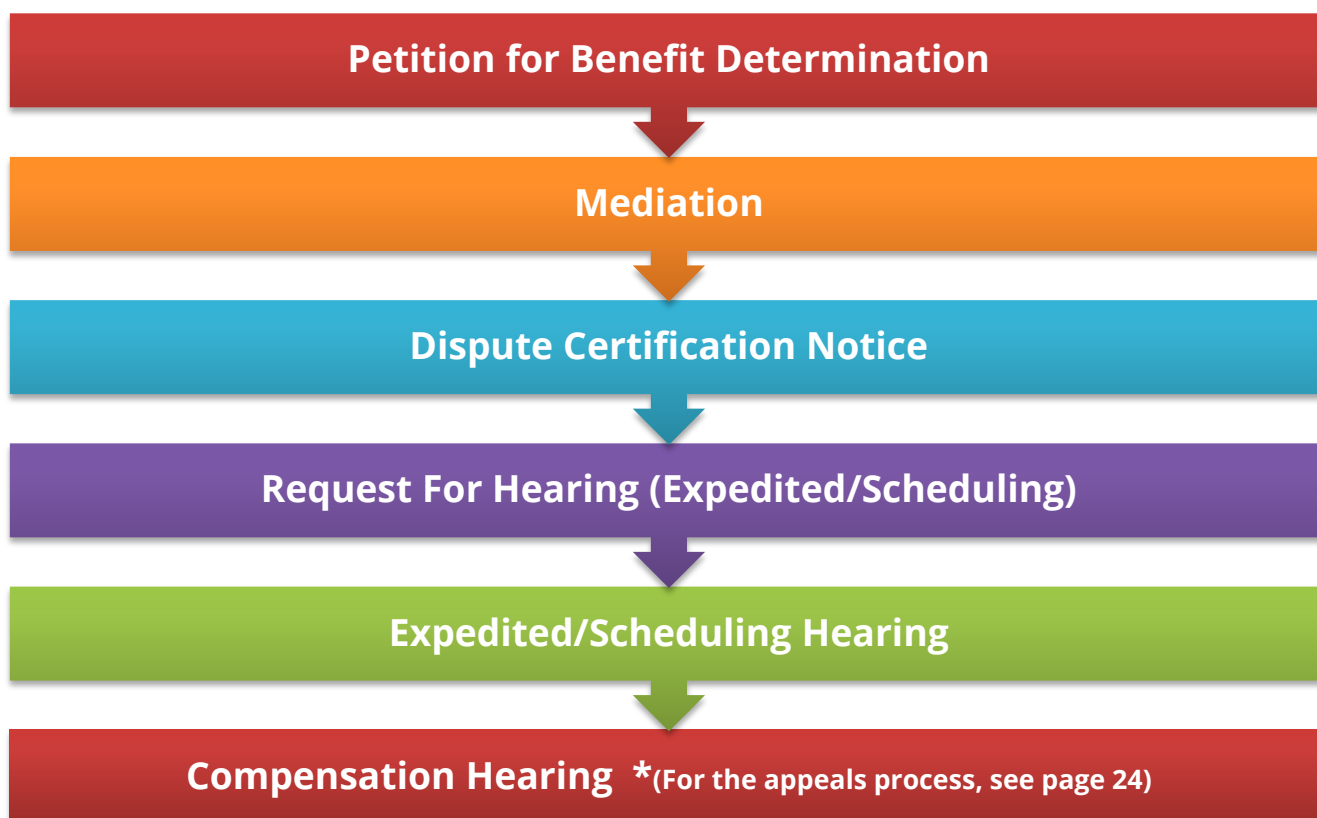 Petition for Benefit Determination
Mediation
Dispute Certification Notice
Request For Hearing (Expedited/Scheduling)
Expedited/Scheduling Hearing
Compensation Hearing *(For the appeals process, see page 24)